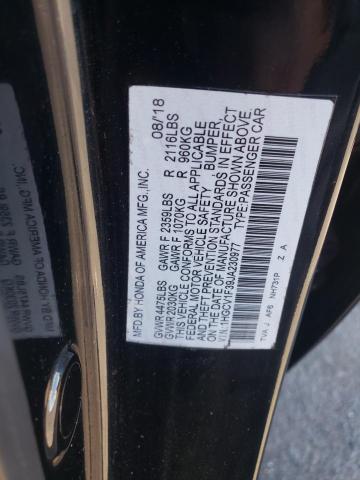 MFD.BY HONDA OF AMERICA MFG.,INC. 08/18
GVWR 4475LBS GAWR F 2359LBS R 2116LBS
GVWR 2030KG GAWR F 1070KG R 960KG
THIS VEHICLE CONFORMS TO ALL APPLICABLE
FEDERAL MOTOR VEHICLE SAFETY, BUMPER,
AND THEFT PREVENTION STANDARDS IN EFFECT
ON THE DATE OF MANUFACTURE SHOWN ABOVE.
V.I.N. 1HGCV1F39JA230977 TYPE:PASSENGER CAR
TVA J AF6 NH731P Z A